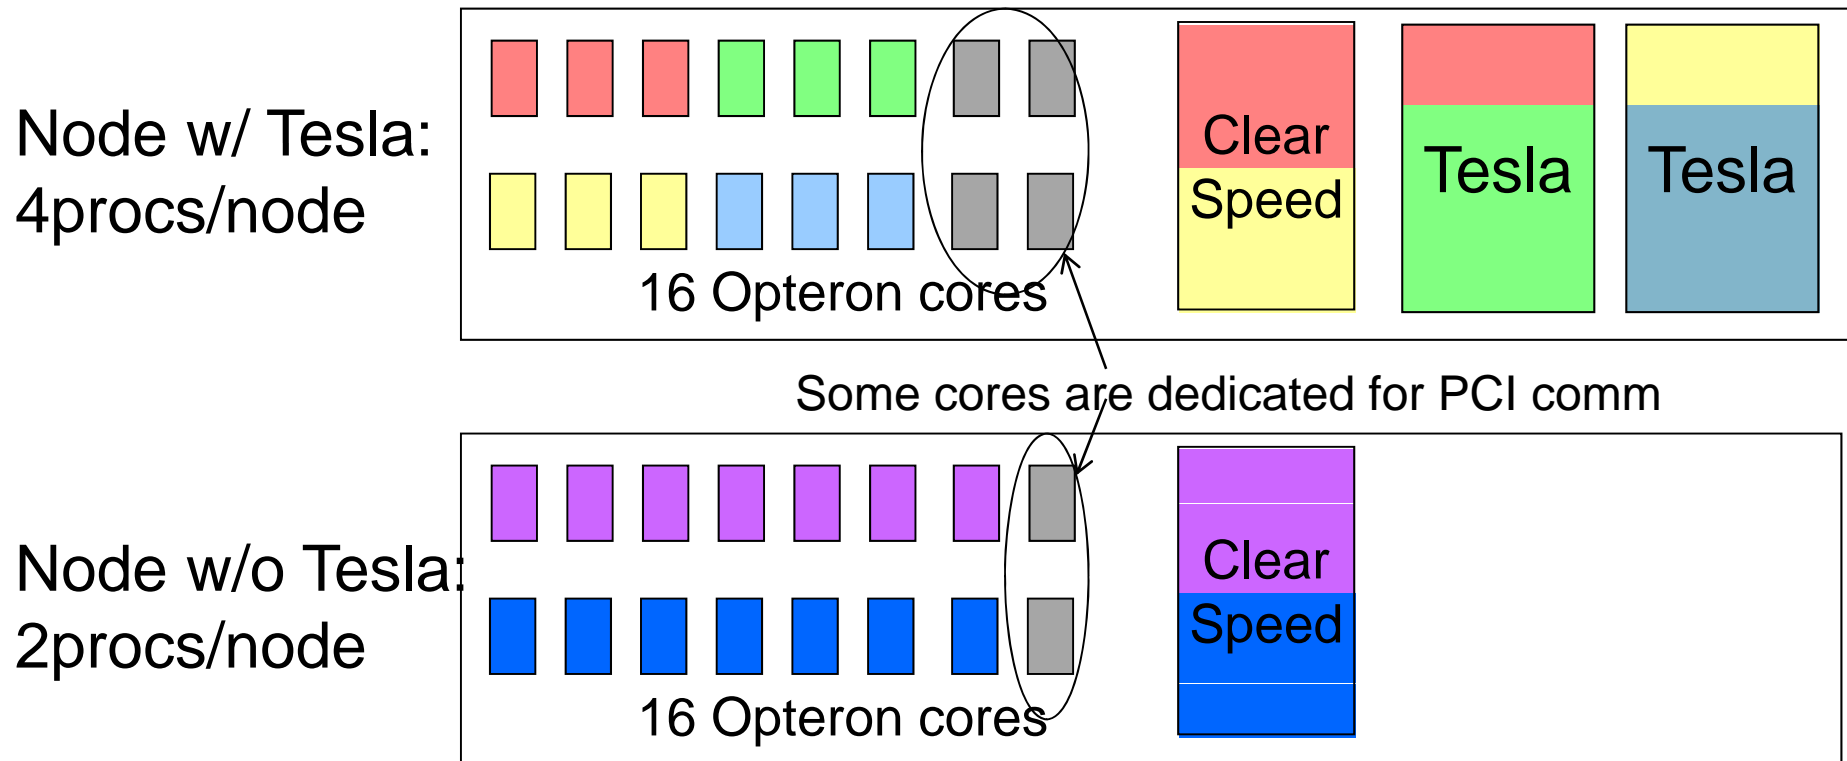 Node w/ Tesla:
4procs/node
16 Opteron cores
Clear
Speed
Tesla
Tesla
Some cores are dedicated for PCI comm
Node w/o Tesla:
2procs/node
16 Opteron cores
Clear
Speed